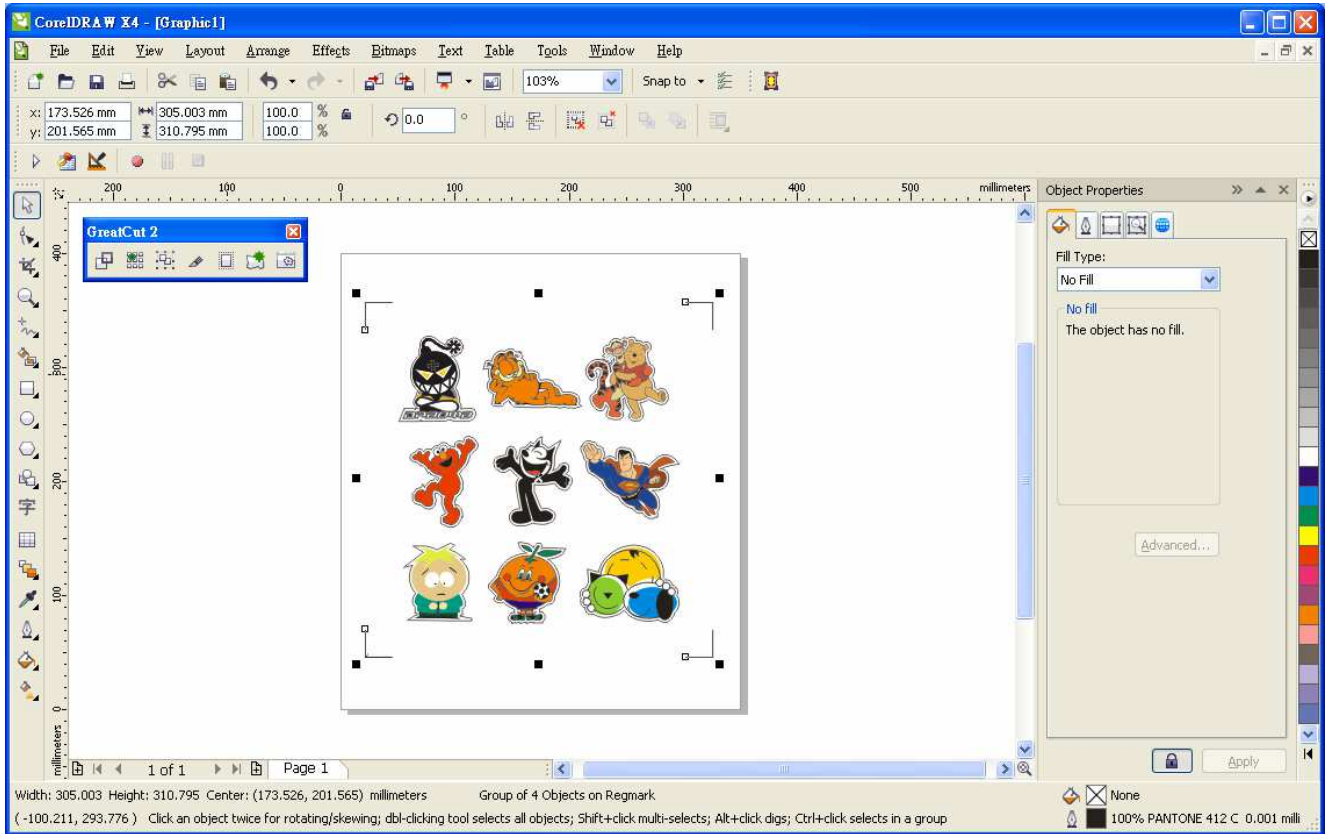 CorelDRAW X4 - [Graphic1]
File Edit View Layout Arrange Effects Bitmaps Text Table Tools Window Help
103% Snap to
x: 173.526 mm 305.003 mm 100.0 % 0.0 °
y: 201.565 mm 310.795 mm 100.0 %
200 100 0 100 200 300 400 500 millimeters
Object Properties
GreatCut 2
Fill Type:
No Fill
No fill
The object has no fill.
Advanced...
400
300
200
100
0
millimeters
字
1 of 1 Page 1
Apply
Width: 305.003 Height: 310.795 Center: (173.526, 201.565) millimeters Group of 4 Objects on Regmark None
( -100.211, 293.776 ) Click an object twice for rotating/skewing; dbl-clicking tool selects all objects; Shift+click multi-selects; Alt+click digs; Ctrl+click selects in a group 100% PANTONE 412 C 0.001 milli